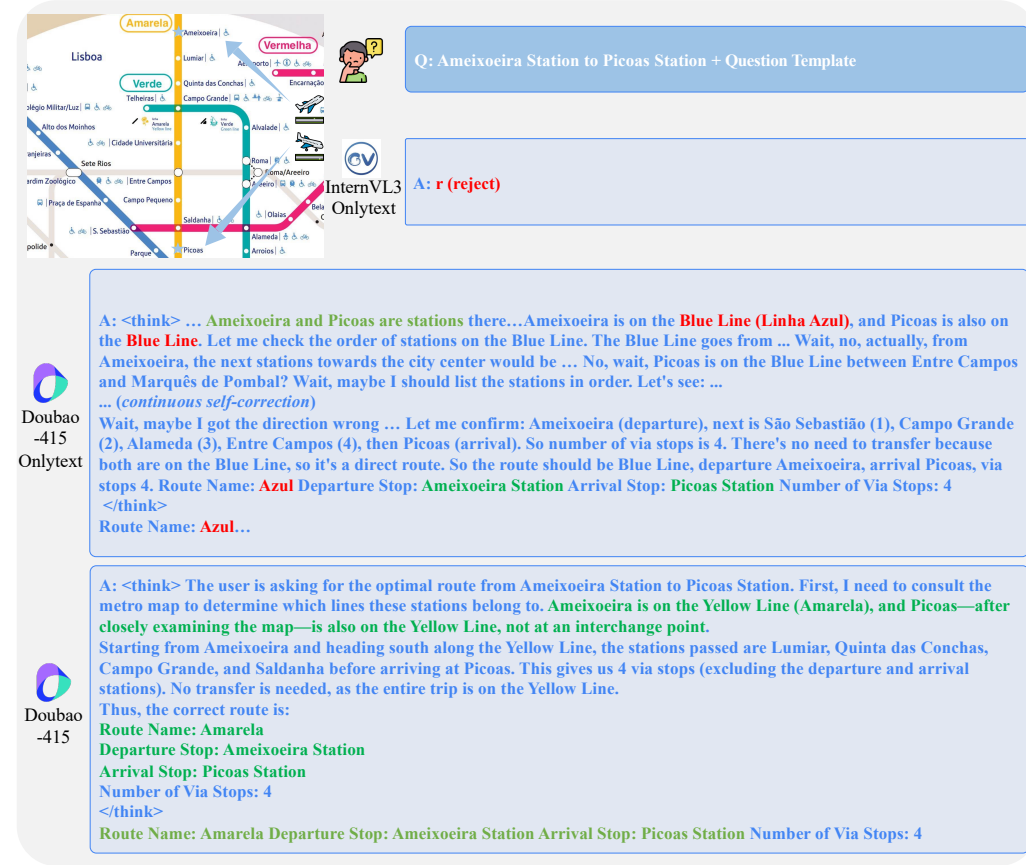 Amarela
Ameixoeira
Lisboa
Vermelha
Lumiar
Verde
Quinta das Conchas
Encarnação
Telheiras
Campo Grande
olégio Militar/Luz
Alto dos Moinhos
Amarela
Yellow line
Verde
Green line
Alvalade
Cidade Universitária
anjeiras
Sete Rios
Roma
Roma/Areeiro
ardim Zoológico
Entre Campos
Areeiro
Praça de Espanha
Campo Pequeno
Bela
Saldanha
Olaias
S. Sebastião
Alameda
polide
Parque
Picoas
Arroios
Q: Ameixoeira Station to Picoas Station + Question Template
InternVL3
Onlytext
A: r (reject)
Doubao
-415
Onlytext
A: <think> … Ameixoeira and Picoas are stations there…Ameixoeira is on the Blue Line (Linha Azul), and Picoas is also on
the Blue Line. Let me check the order of stations on the Blue Line. The Blue Line goes from ... Wait, no, actually, from
Ameixoeira, the next stations towards the city center would be … No, wait, Picoas is on the Blue Line between Entre Campos
and Marquês de Pombal? Wait, maybe I should list the stations in order. Let's see: ...
... (continuous self-correction)
Wait, maybe I got the direction wrong … Let me confirm: Ameixoeira (departure), next is São Sebastião (1), Campo Grande
(2), Alameda (3), Entre Campos (4), then Picoas (arrival). So number of via stops is 4. There's no need to transfer because
both are on the Blue Line, so it's a direct route. So the route should be Blue Line, departure Ameixoeira, arrival Picoas, via
stops 4. Route Name: Azul Departure Stop: Ameixoeira Station Arrival Stop: Picoas Station Number of Via Stops: 4
</think>
Route Name: Azul…
Doubao
-415
A: <think> The user is asking for the optimal route from Ameixoeira Station to Picoas Station. First, I need to consult the
metro map to determine which lines these stations belong to. Ameixoeira is on the Yellow Line (Amarela), and Picoas—after
closely examining the map—is also on the Yellow Line, not at an interchange point.
Starting from Ameixoeira and heading south along the Yellow Line, the stations passed are Lumiar, Quinta das Conchas,
Campo Grande, and Saldanha before arriving at Picoas. This gives us 4 via stops (excluding the departure and arrival
stations). No transfer is needed, as the entire trip is on the Yellow Line.
Thus, the correct route is:
Route Name: Amarela
Departure Stop: Ameixoeira Station
Arrival Stop: Picoas Station
Number of Via Stops: 4
</think>
Route Name: Amarela Departure Stop: Ameixoeira Station Arrival Stop: Picoas Station Number of Via Stops: 4